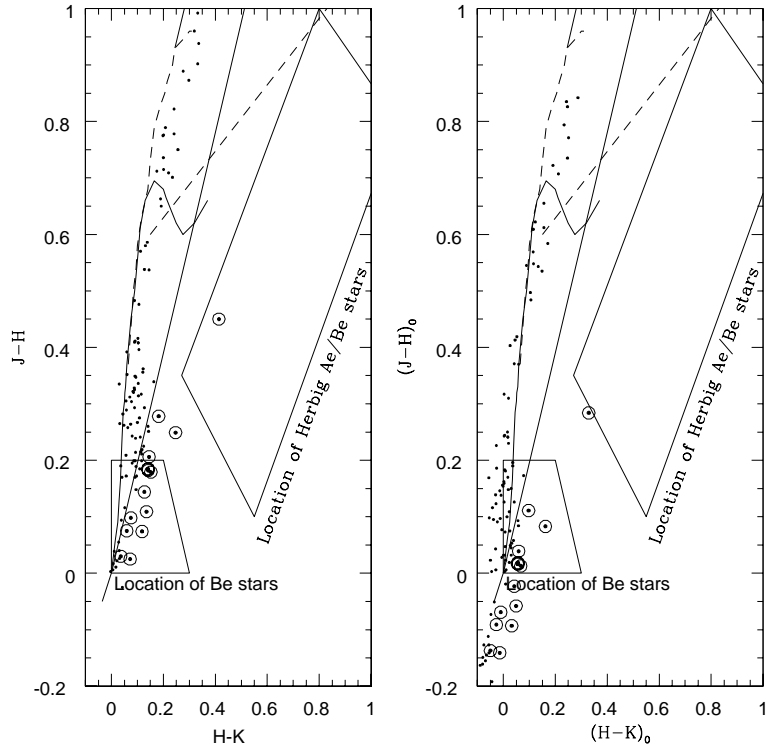 1
0.8
0.6
0.4
0.2
0
-0.2
0 0.2 0.4 0.6 0.8 1
J-H
H-K
Location of Be stars
Location of Herbig Ae/Be stars
1
0.8
0.6
0.4
0.2
0
-0.2
0 0.2 0.4 0.6 0.8 1
(J-H)₀
(H-K)₀
Location of Be stars
Location of Herbig Ae/Be stars